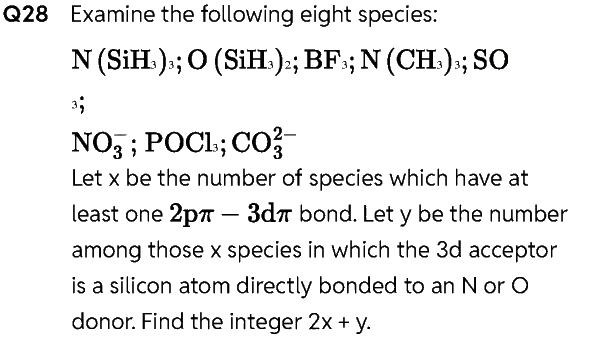 Q28 Examine the following eight species:
N (SiH₃)₃; O (SiH₃)₂; BF₃; N (CH₃)₃; SO
₃;
NO₃⁻ ; POCl₃; CO₃²⁻
Let x be the number of species which have at
least one 2pπ − 3dπ bond. Let y be the number
among those x species in which the 3d acceptor
is a silicon atom directly bonded to an N or O
donor. Find the integer 2x + y.